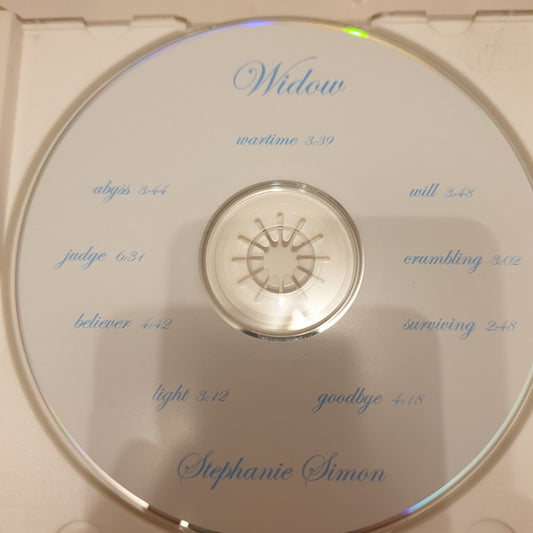 Widow
wartime 3:39
abyss 3:44
will 3:48
judge 6:31
crumbling 3:02
believer 4:42
surviving 2:48
light 3:12
goodbye 4:18
Stephanie Simon